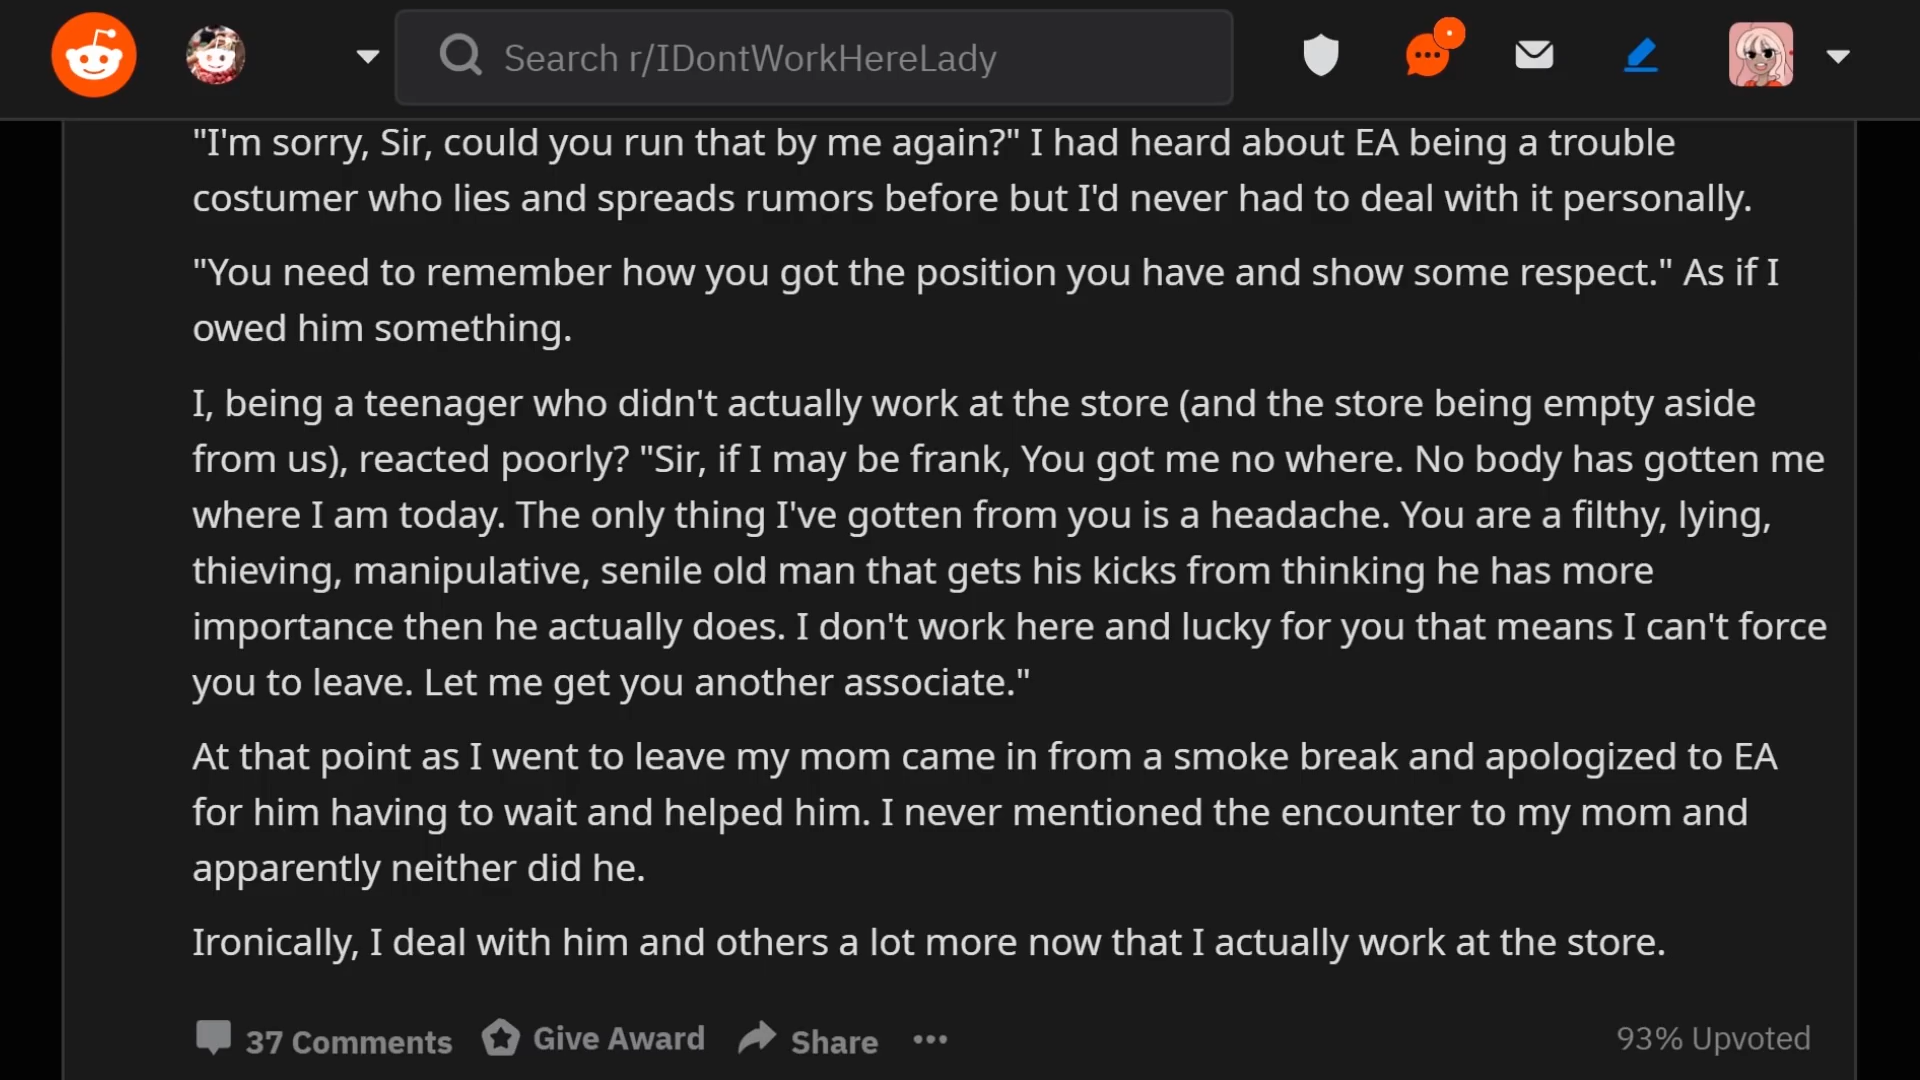 Search r/IDontWorkHereLady
"I'm sorry, Sir, could you run that by me again?" I had heard about EA being a trouble
costumer who lies and spreads rumors before but I'd never had to deal with it personally.
"You need to remember how you got the position you have and show some respect." As if I
owed him something.
I, being a teenager who didn't actually work at the store (and the store being empty aside
from us), reacted poorly? "Sir, if I may be frank, You got me no where. No body has gotten me
where I am today. The only thing I've gotten from you is a headache. You are a filthy, lying,
thieving, manipulative, senile old man that gets his kicks from thinking he has more
importance then he actually does. I don't work here and lucky for you that means I can't force
you to leave. Let me get you another associate."
At that point as I went to leave my mom came in from a smoke break and apologized to EA
for him having to wait and helped him. I never mentioned the encounter to my mom and
apparently neither did he.
Ironically, I deal with him and others a lot more now that I actually work at the store.
37 Comments Give Award Share ••• 93% Upvoted